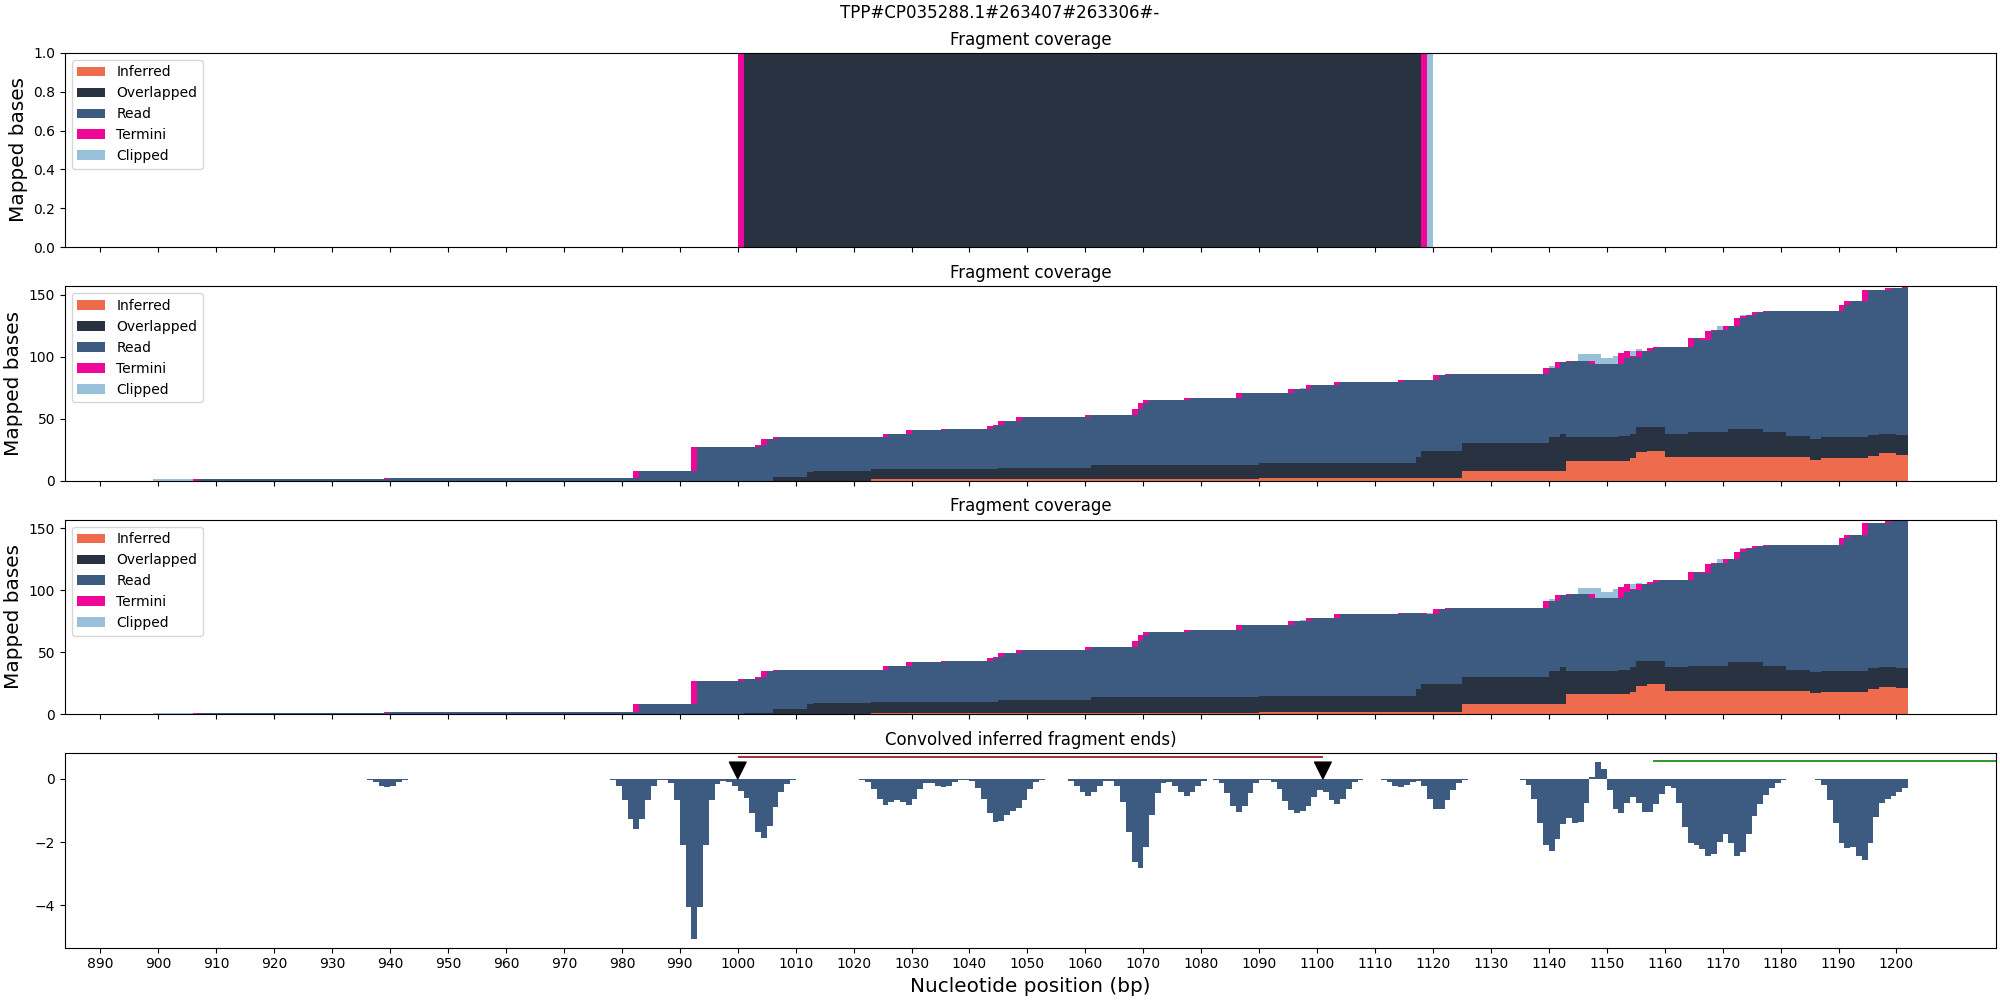 TPP#CP035288.1#263407#263306#-
Fragment coverage
Mapped bases
1.0
0.8
0.6
0.4
0.2
0.0
Inferred
Overlapped
Read
Termini
Clipped
Fragment coverage
Mapped bases
150
100
50
0
Inferred
Overlapped
Read
Termini
Clipped
Fragment coverage
Mapped bases
150
100
50
0
Inferred
Overlapped
Read
Termini
Clipped
Convolved inferred fragment ends)
0
−2
−4
890 900 910 920 930 940 950 960 970 980 990 1000 1010 1020 1030 1040 1050 1060 1070 1080 1090 1100 1110 1120 1130 1140 1150 1160 1170 1180 1190 1200
Nucleotide position (bp)